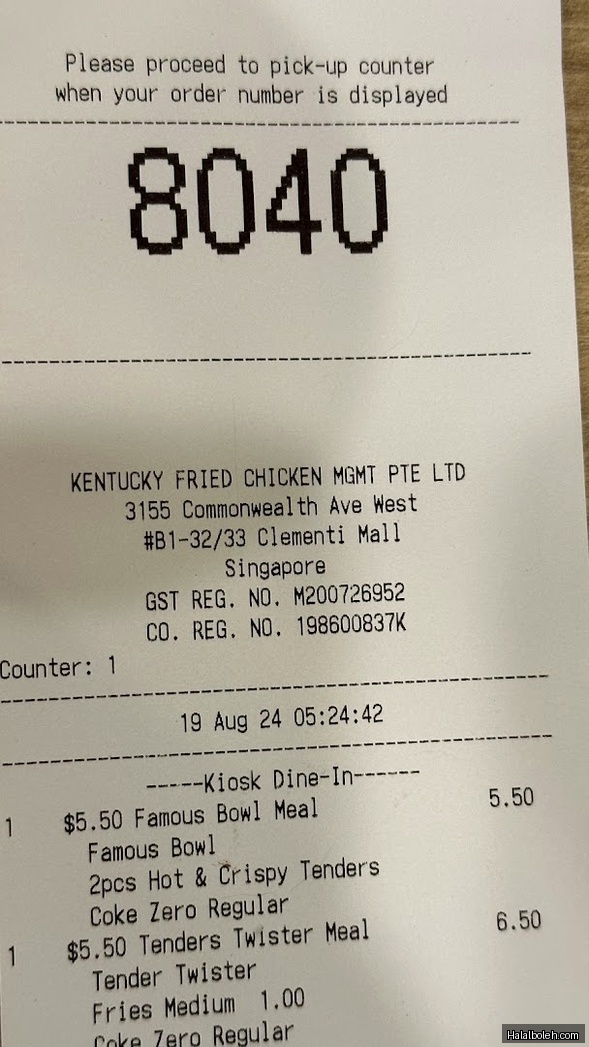 Please proceed to pick-up counter
when your order number is displayed
8040
KENTUCKY FRIED CHICKEN MGMT PTE LTD
3155 Commonwealth Ave West
#B1-32/33 Clementi Mall
Singapore
GST REG. NO. M200726952
CO. REG. NO. 198600837K
Counter: 1
19 Aug 24 05:24:42
-----Kiosk Dine-In------
1 $5.50 Famous Bowl Meal 5.50
Famous Bowl
2pcs Hot & Crispy Tenders
Coke Zero Regular
1 $5.50 Tenders Twister Meal 6.50
Tender Twister
Fries Medium 1.00
Coke Zero Regular
Halalboleh.com